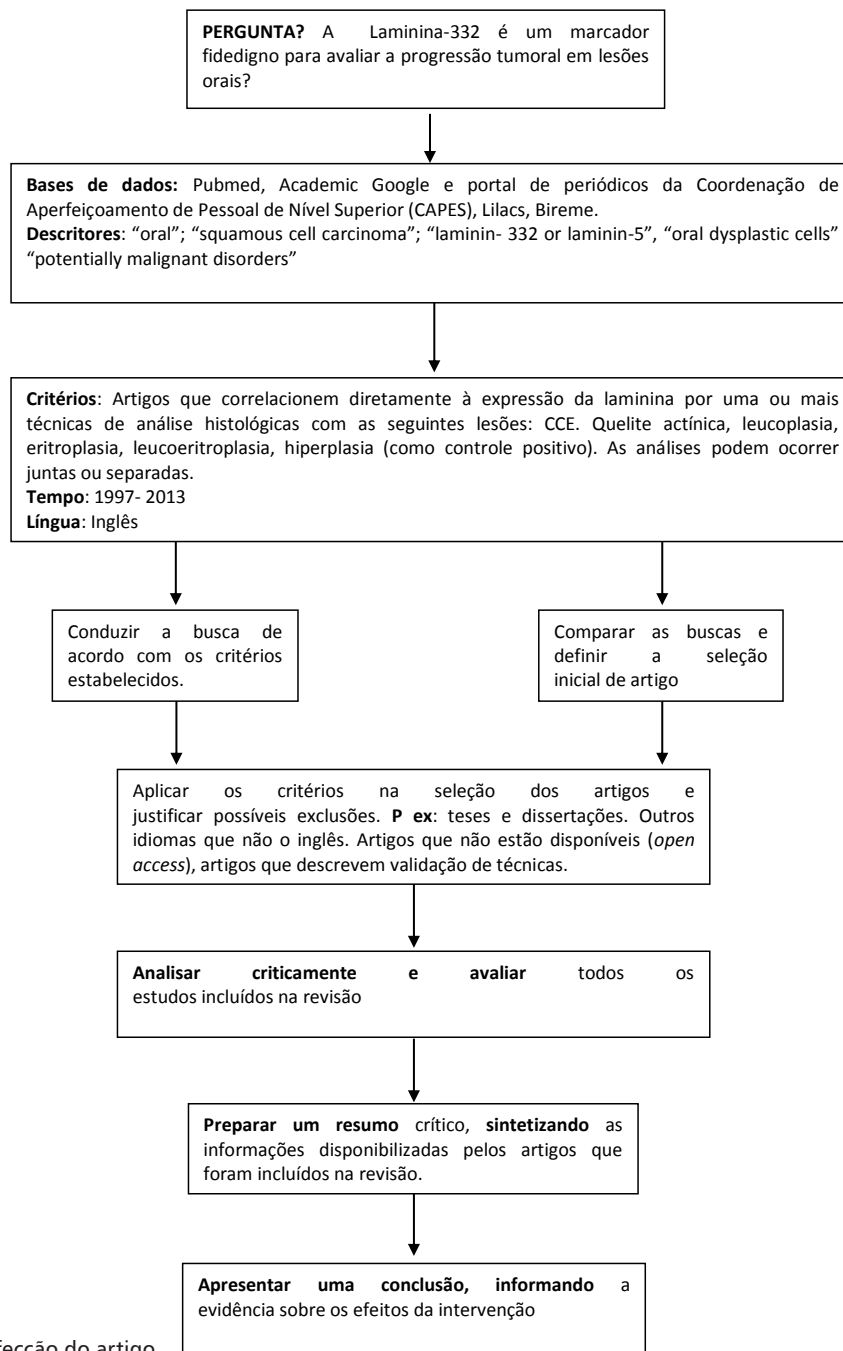 PERGUNTA? A Laminina-332 é um marcador
fidedigno para avaliar a progressão tumoral em lesões
orais?
Bases de dados: Pubmed, Academic Google e portal de periódicos da Coordenação de
Aperfeiçoamento de Pessoal de Nível Superior (CAPES), Lilacs, Bireme.
Descritores: “oral”; “squamous cell carcinoma”; “laminin- 332 or laminin-5”, “oral dysplastic cells”
“potentially malignant disorders”
Critérios: Artigos que correlacionem diretamente à expressão da laminina por uma ou mais
técnicas de análise histológicas com as seguintes lesões: CCE. Quelite actínica, leucoplasia,
eritroplasia, leucoeritroplasia, hiperplasia (como controle positivo). As análises podem ocorrer
juntas ou separadas.
Tempo: 1997- 2013
Língua: Inglês
Conduzir a busca de
acordo com os critérios
estabelecidos.
Comparar as buscas e
definir a seleção
inicial de artigo
Aplicar os critérios na seleção dos artigos e
justificar possíveis exclusões. P ex: teses e dissertações. Outros
idiomas que não o inglês. Artigos que não estão disponíveis (open
access), artigos que descrevem validação de técnicas.
Analisar criticamente e avaliar todos os
estudos incluídos na revisão
Preparar um resumo crítico, sintetizando as
informações disponibilizadas pelos artigos que
foram incluídos na revisão.
Apresentar uma conclusão, informando a
evidência sobre os efeitos da intervenção
fecção do artigo